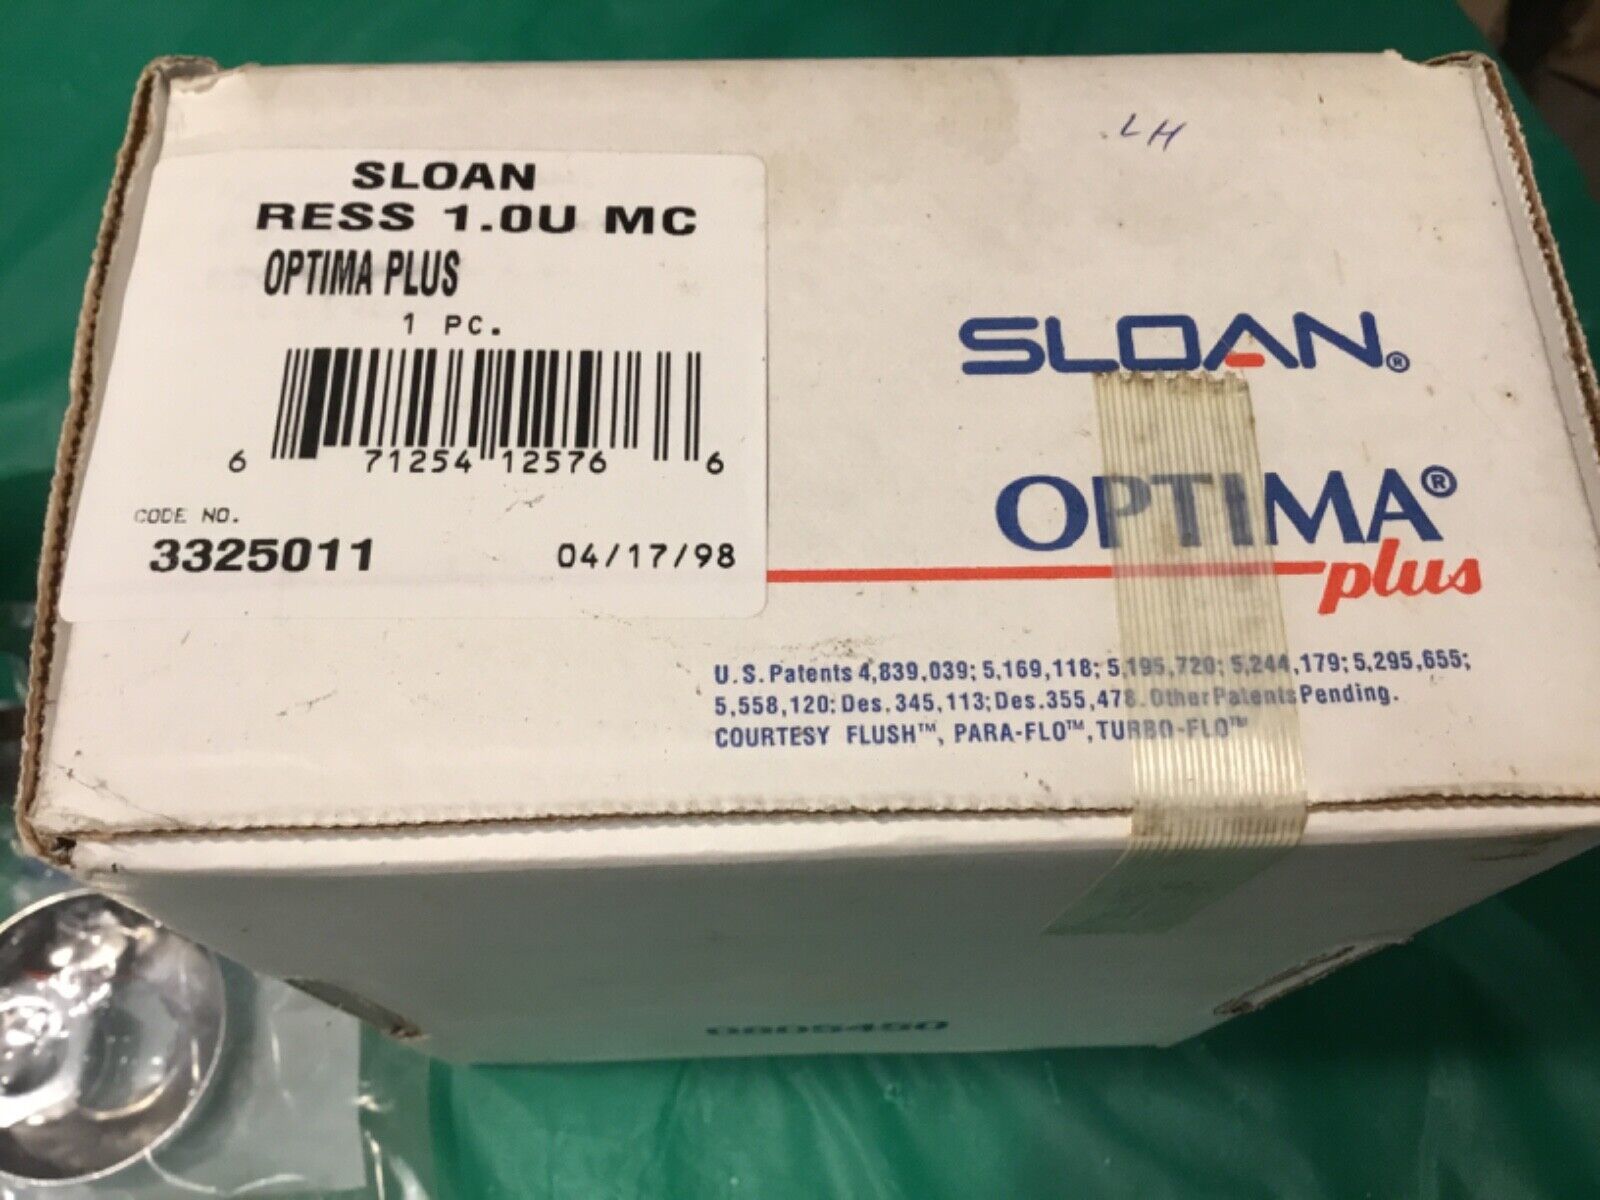 LH
SLOAN
RESS 1.0U MC
OPTIMA PLUS
1 PC.
6 71254 12576 6
CODE NO.
3325011 04/17/98
SLOAN®
OPTIMA®
plus
U.S. Patents 4,839,039; 5,169,118; 5,195,720; 5,244,179; 5,295,655;
5,558,120; Des. 345,113; Des. 355,478. Other Patents Pending.
COURTESY FLUSH™, PARA-FLO™, TURBO-FLO™
0605450